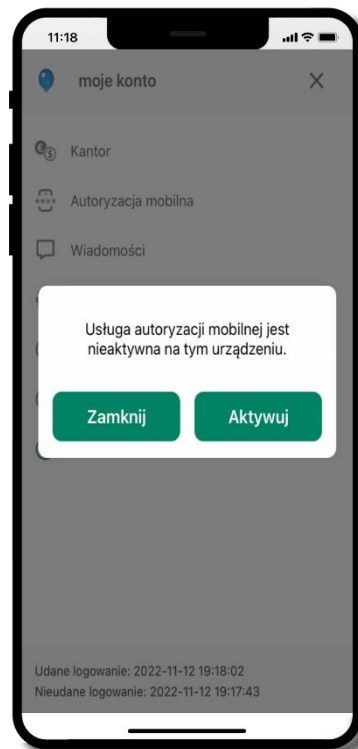 11:18
moje konto
Kantor
Autoryzacja mobilna
Wiadomości
Usługa autoryzacji mobilnej jest
nieaktywna na tym urządzeniu.
Zamknij Aktywuj
Udane logowanie: 2022-11-12 19:18:02
Nieudane logowanie: 2022-11-12 19:17:43